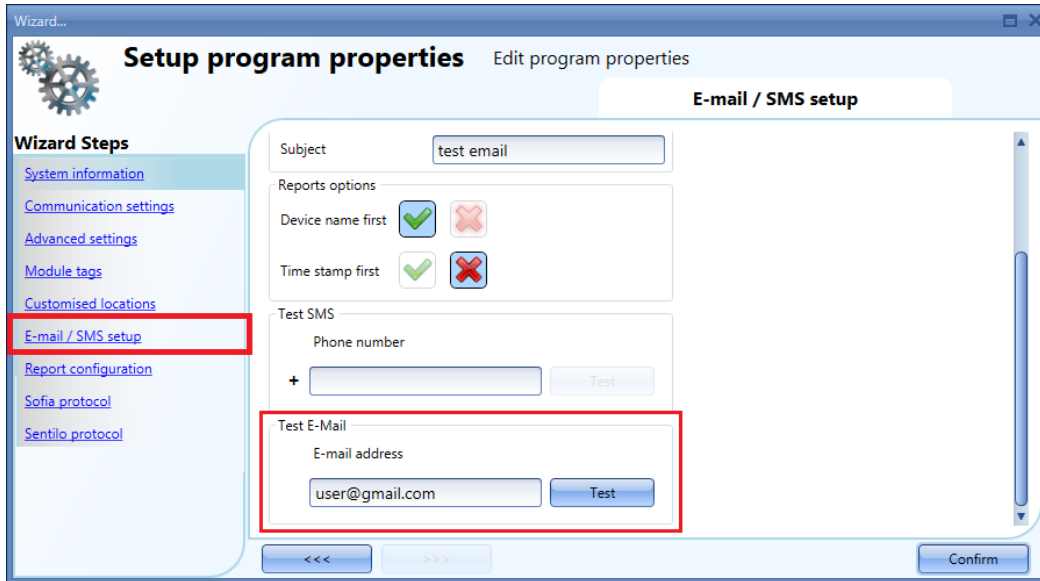 Wizard...
Setup program properties Edit program properties
E-mail / SMS setup
Wizard Steps
System information
Communication settings
Advanced settings
Module tags
Customised locations
E-mail / SMS setup
Report configuration
Sofia protocol
Sentilo protocol
Subject test email
Reports options
Device name first
Time stamp first
Test SMS
Phone number
+ Test
Test E-Mail
E-mail address
user@gmail.com Test
<<< >>> Confirm